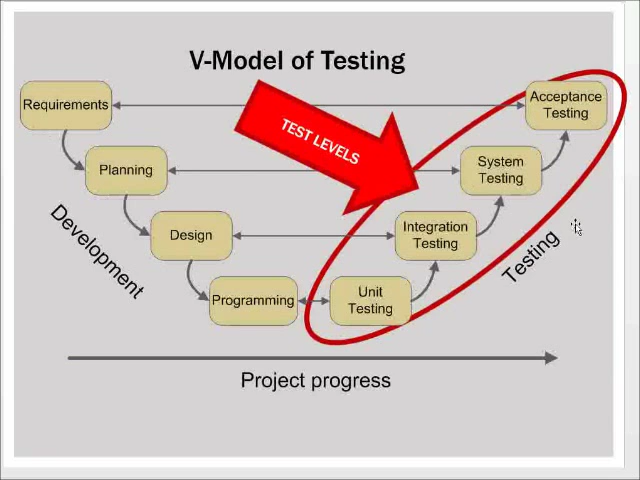 V-Model of Testing
Requirements
Acceptance
Testing
TEST LEVELS
Planning
System
Testing
Development
Design
Integration
Testing
Testing
Programming
Unit
Testing
Project progress